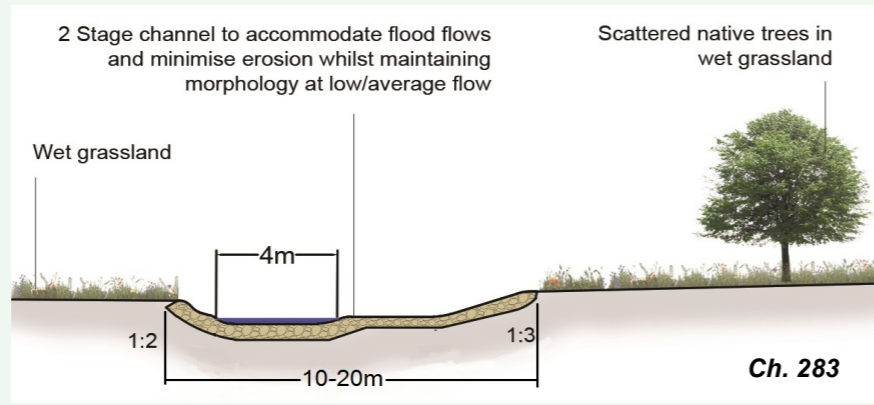 2 Stage channel to accommodate flood flows
and minimise erosion whilst maintaining
morphology at low/average flow
Scattered native trees in
wet grassland
Wet grassland
4m
1:2
1:3
10-20m
Ch. 283